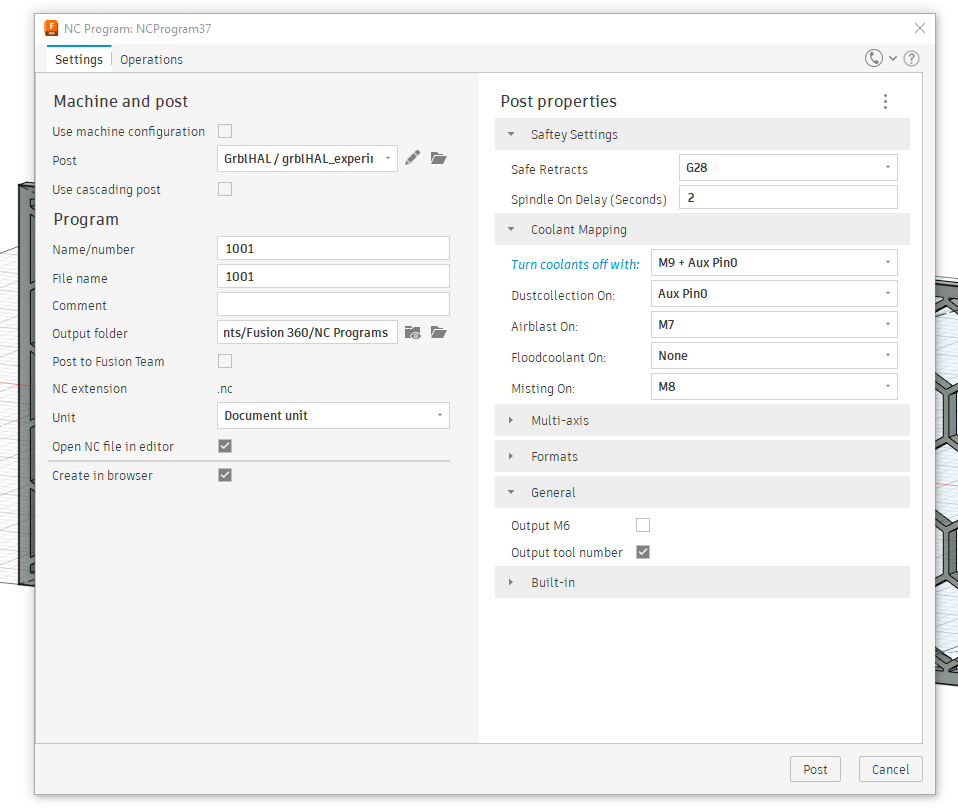 NC Program: NCProgram37
Settings
Operations
Machine and post
Use machine configuration
Post
GrblHAL / grblHAL_experir
Use cascading post
Program
Name/number
1001
File name
1001
Comment
Output folder
nts/Fusion 360/NC Programs
Post to Fusion Team
NC extension
.nc
Unit
Document unit
Open NC file in editor
Create in browser
Post properties
Saftey Settings
Safe Retracts
G28
Spindle On Delay (Seconds)
2
Coolant Mapping
Turn coolants off with:
M9 + Aux Pin0
Dustcollection On:
Aux Pin0
Airblast On:
M7
Floodcoolant On:
None
Misting On:
M8
Multi-axis
Formats
General
Output M6
Output tool number
Built-in
Post
Cancel